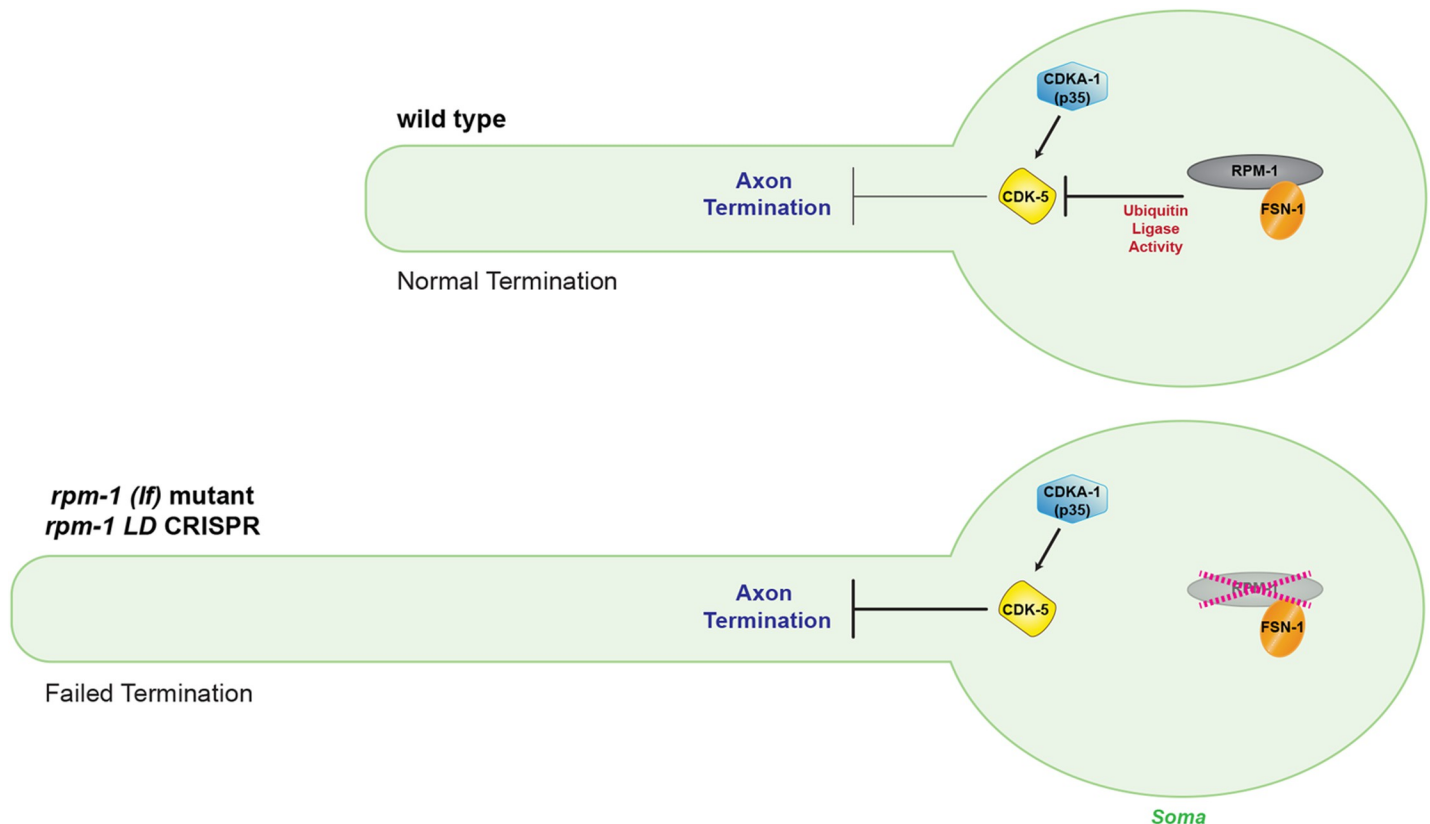 wild type
CDKA-1
(p35)
Axon
Termination
CDK-5
RPM-1
FSN-1
Ubiquitin
Ligase
Activity
Normal Termination
rpm-1 (lf) mutant
rpm-1 LD CRISPR
CDKA-1
(p35)
Axon
Termination
CDK-5
RPM-1
FSN-1
Failed Termination
Soma